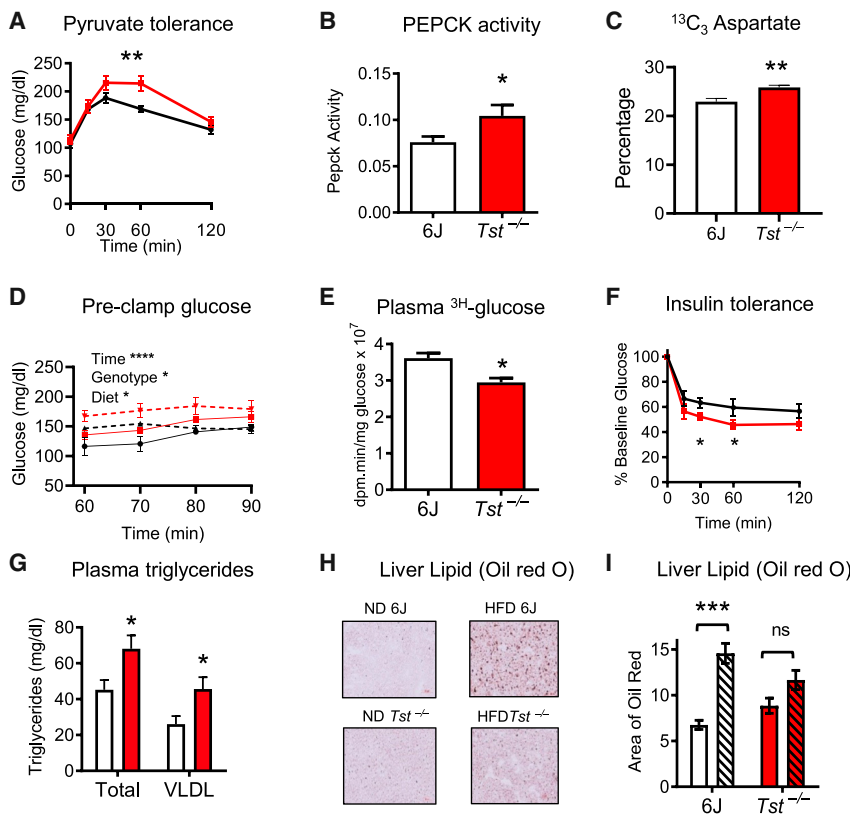 A
Pyruvate tolerance
**
Glucose (mg/dl)
250
200
150
100
50
0
0 30 60 120
Time (min)
B
PEPCK activity
*
Pepck Activity
0.15
0.10
0.05
0.00
6J Tst −/−
C
¹³C₃ Aspartate
**
Percentage
30
20
10
0
6J Tst −/−
D
Pre-clamp glucose
Time ****
Genotype *
Diet *
Glucose (mg/dl)
250
200
150
100
50
60 70 80 90
Time (min)
E
Plasma ³ᴴ-glucose
*
dpm.min/mg glucose x 10⁷
4
3
2
0
6J Tst −/−
F
Insulin tolerance
% Baseline Glucose
100
80
60
40
20
0
* *
0 30 60 120
Time (min)
G
Plasma triglycerides
*
*
Triglycerides (mg/dl)
80
60
40
20
0
Total VLDL
H
Liver Lipid (Oil red O)
ND 6J HFD 6J
ND Tst −/− HFDTst −/−
I
Liver Lipid (Oil red O)
***
ns
Area of Oil Red
15
10
5
0
6J Tst −/−